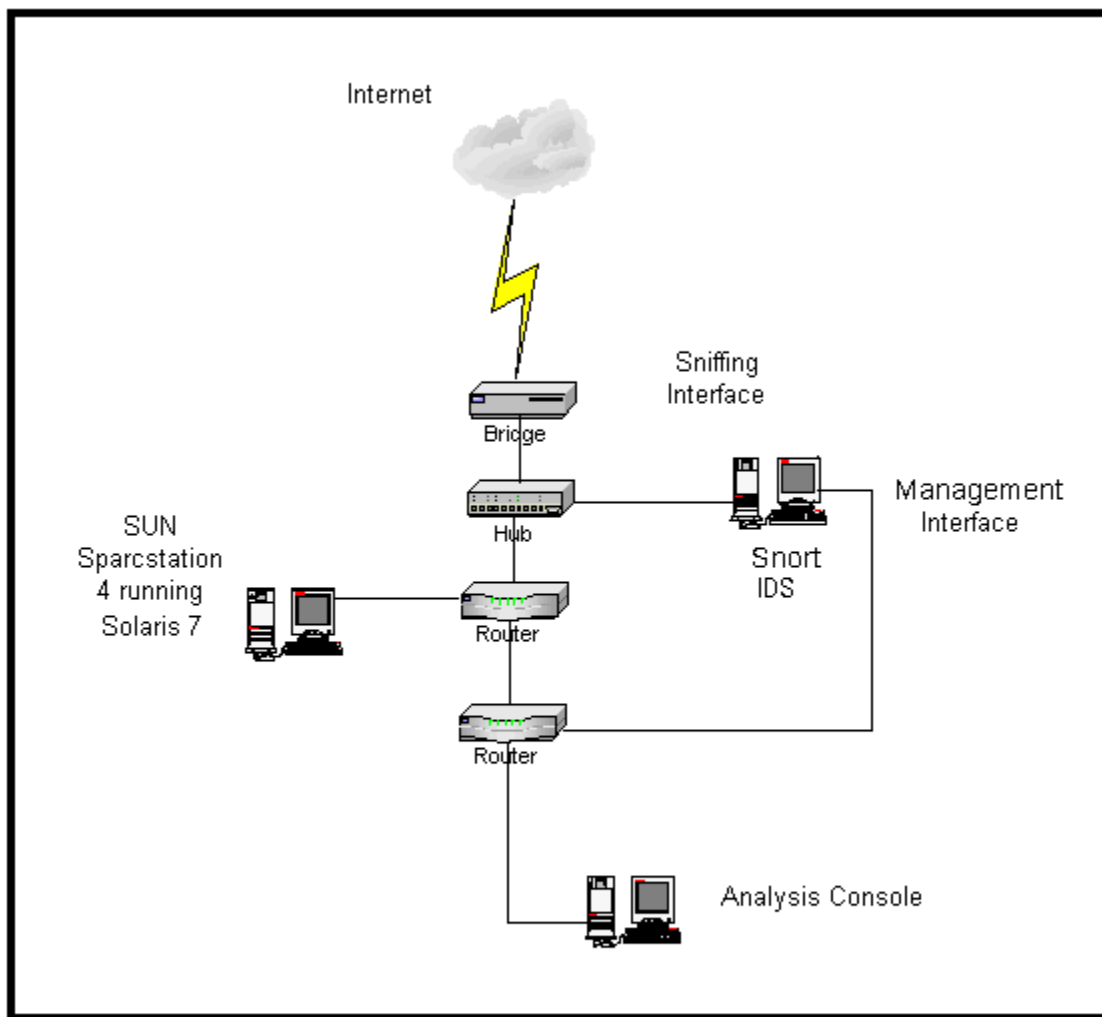 Internet
Sniffing
Interface
Bridge
Hub
Management
Interface
SUN
Sparcstation
4 running
Solaris 7
Snort
IDS
Router
Router
Analysis Console